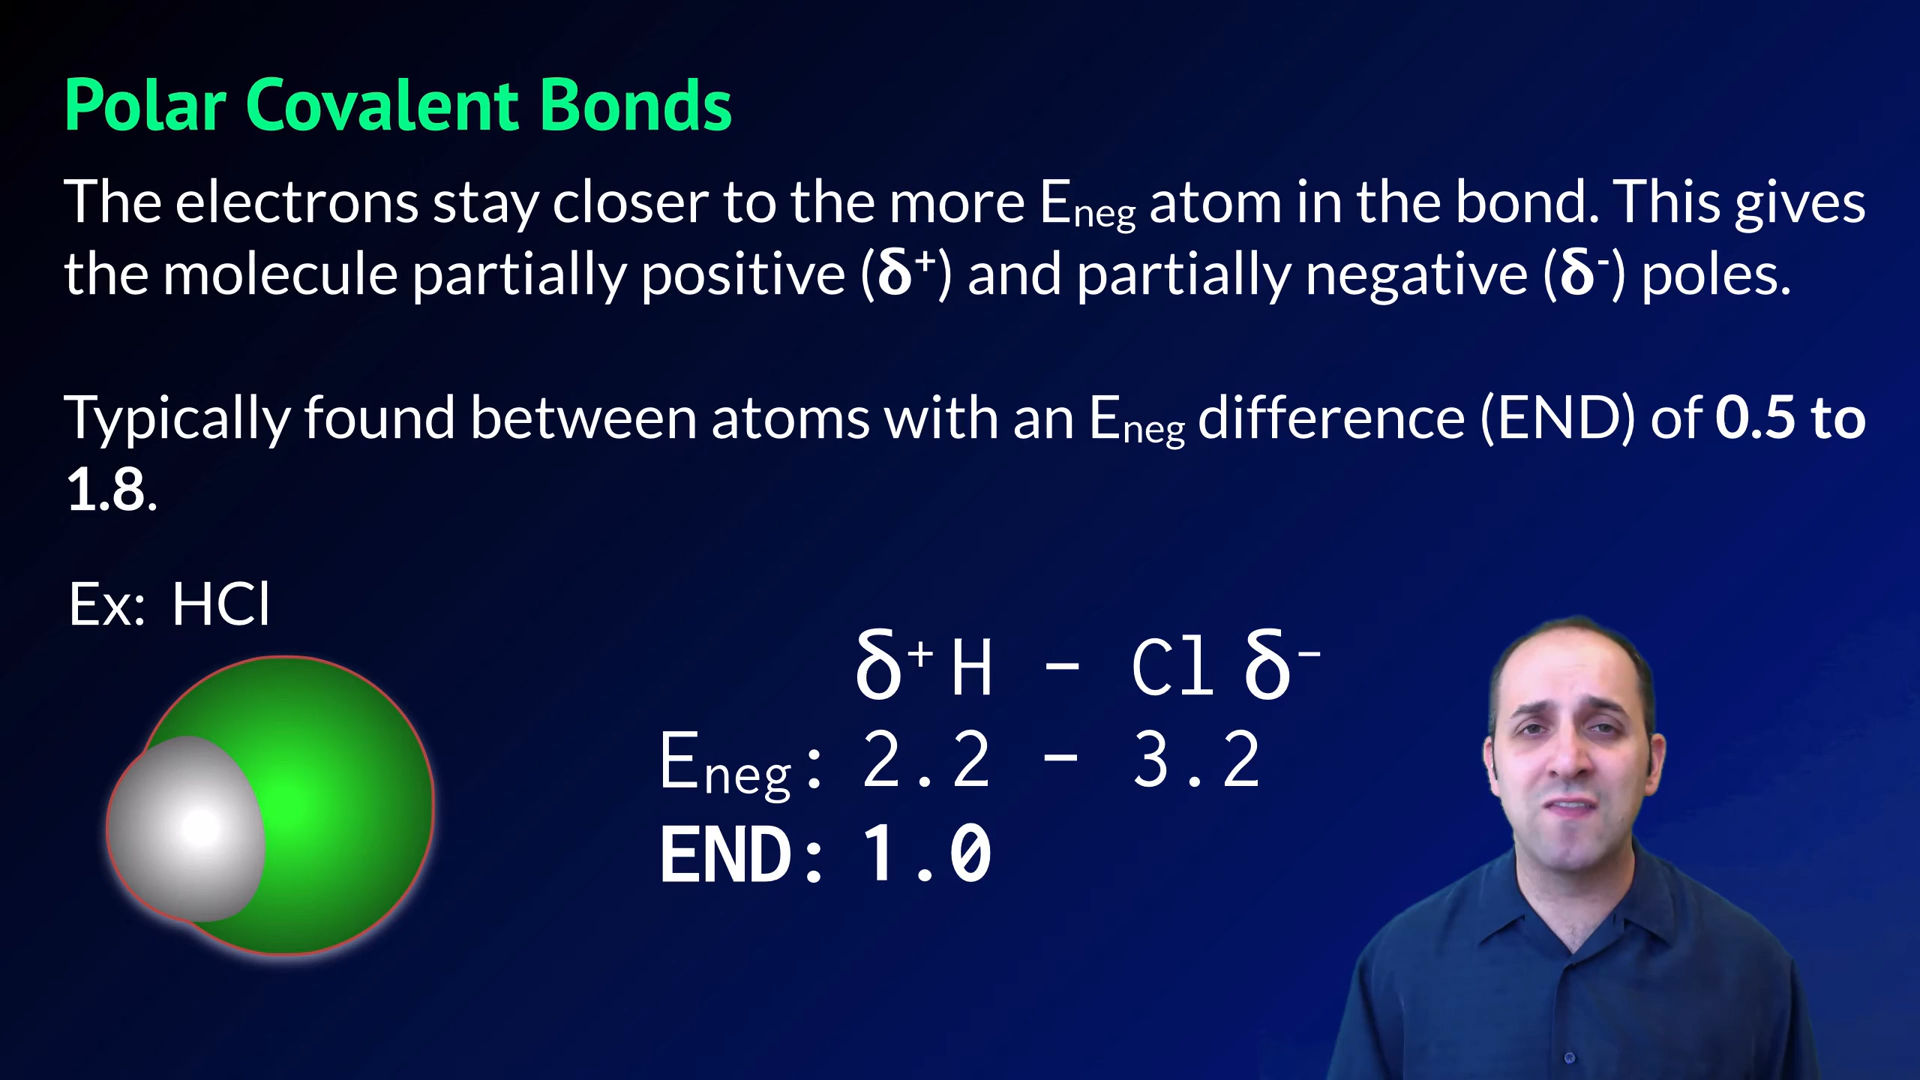 Polar Covalent Bonds
The electrons stay closer to the more Eneg atom in the bond. This gives
the molecule partially positive (δ⁺) and partially negative (δ⁻) poles.
Typically found between atoms with an Eneg difference (END) of 0.5 to
1.8.
Ex: HCl
δ⁺ H – Cl δ⁻
Eneg: 2.2 – 3.2
END: 1.0